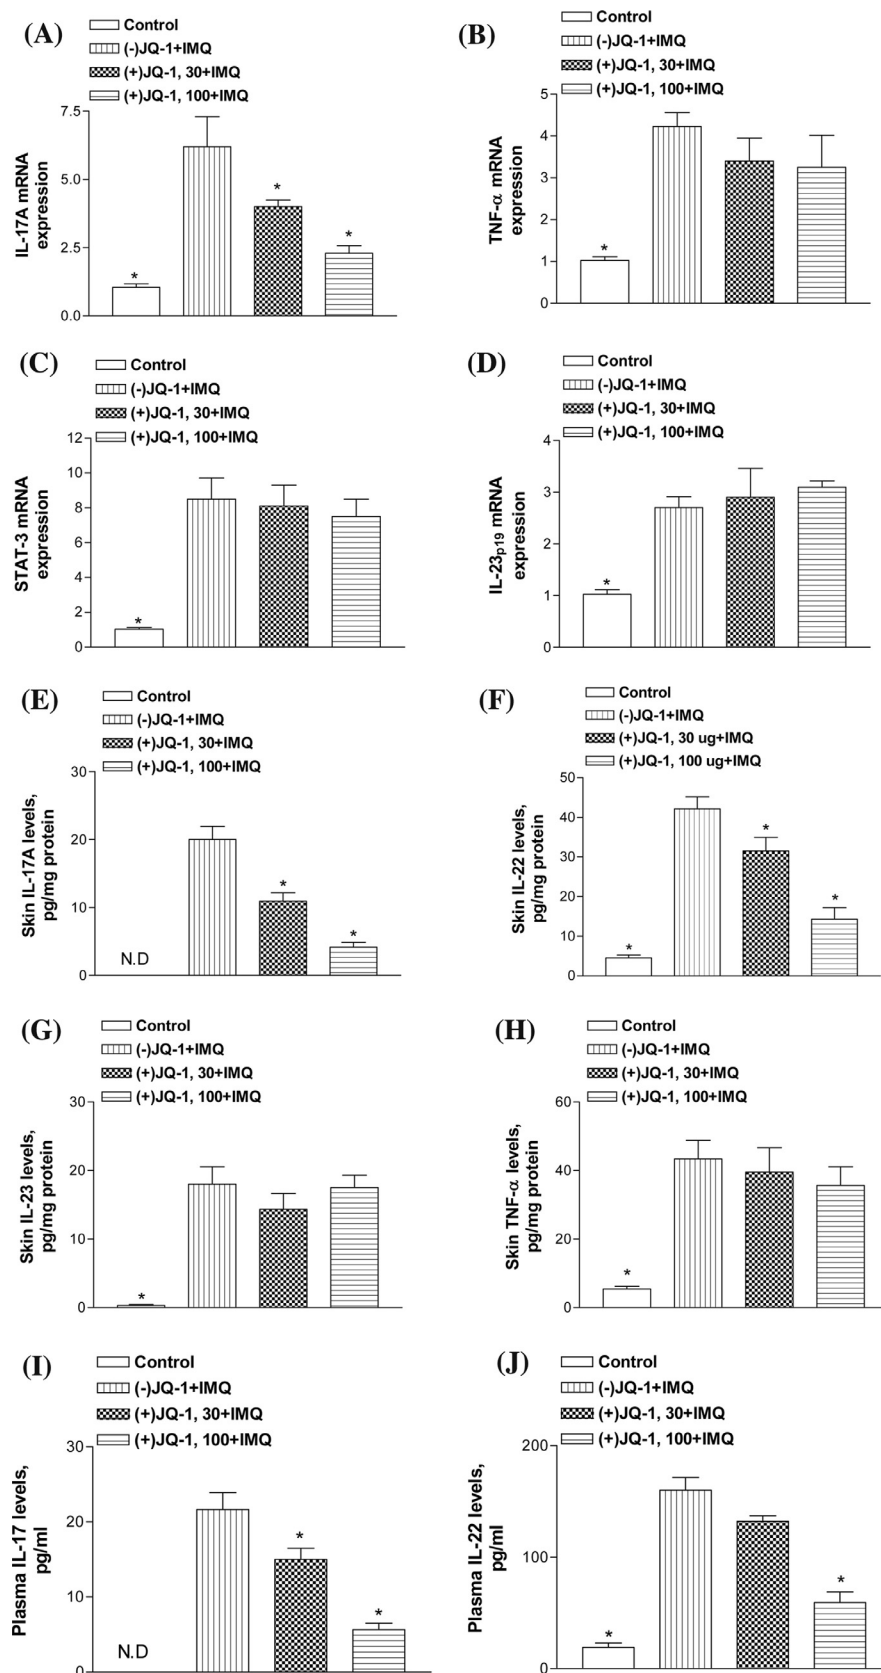 (A)
Control
(-)JQ-1+IMQ
(+)JQ-1, 30+IMQ
(+)JQ-1, 100+IMQ
IL-17A mRNA
expression
7.5
5.0
2.5
0.0
*
*
*
(B)
Control
(-)JQ-1+IMQ
(+)JQ-1, 30+IMQ
(+)JQ-1, 100+IMQ
TNF-α mRNA
expression
5
4
3
2
1
0
*
(C)
Control
(-)JQ-1+IMQ
(+)JQ-1, 30+IMQ
(+)JQ-1, 100+IMQ
STAT-3 mRNA
expression
12
10
8
6
4
2
0
*
(D)
Control
(-)JQ-1+IMQ
(+)JQ-1, 30+IMQ
(+)JQ-1, 100+IMQ
IL-23p19 mRNA
expression
4
3
2
1
0
*
(E)
Control
(-)JQ-1+IMQ
(+)JQ-1, 30+IMQ
(+)JQ-1, 100+IMQ
Skin IL-17A levels,
pg/mg protein
30
20
10
0
N.D
*
*
(F)
Control
(-)JQ-1+IMQ
(+)JQ-1, 30 ug+IMQ
(+)JQ-1, 100 ug+IMQ
Skin IL-22 levels,
pg/mg protein
50
40
30
20
10
0
*
*
*
(G)
Control
(-)JQ-1+IMQ
(+)JQ-1, 30+IMQ
(+)JQ-1, 100+IMQ
Skin IL-23 levels,
pg/mg protein
30
20
10
0
*
(H)
Control
(-)JQ-1+IMQ
(+)JQ-1, 30+IMQ
(+)JQ-1, 100+IMQ
Skin TNF-α levels,
pg/mg protein
60
40
20
0
*
(I)
Control
(-)JQ-1+IMQ
(+)JQ-1, 30+IMQ
(+)JQ-1, 100+IMQ
Plasma IL-17 levels,
pg/ml
30
20
10
0
N.D
*
*
(J)
Control
(-)JQ-1+IMQ
(+)JQ-1, 30+IMQ
(+)JQ-1, 100+IMQ
Plasma IL-22 levels,
pg/ml
200
100
0
*
*